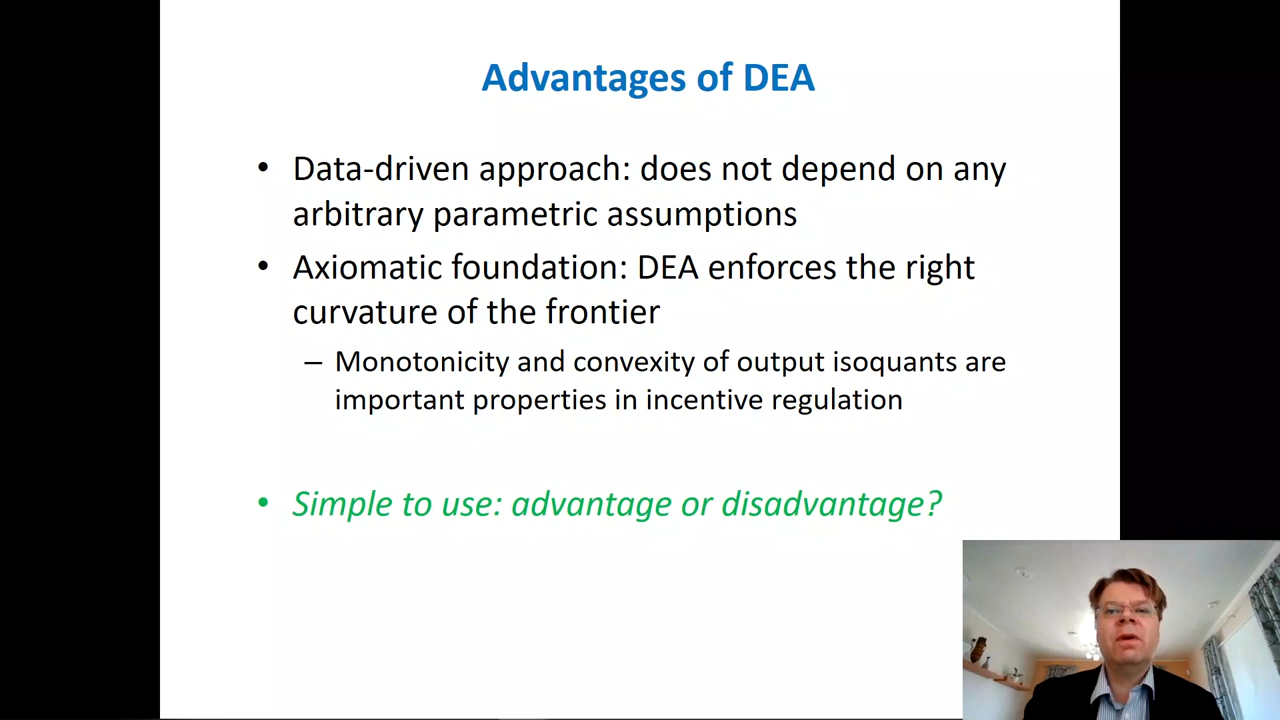 Advantages of DEA
• Data-driven approach: does not depend on any
arbitrary parametric assumptions
• Axiomatic foundation: DEA enforces the right
curvature of the frontier
– Monotonicity and convexity of output isoquants are
important properties in incentive regulation
• Simple to use: advantage or disadvantage?